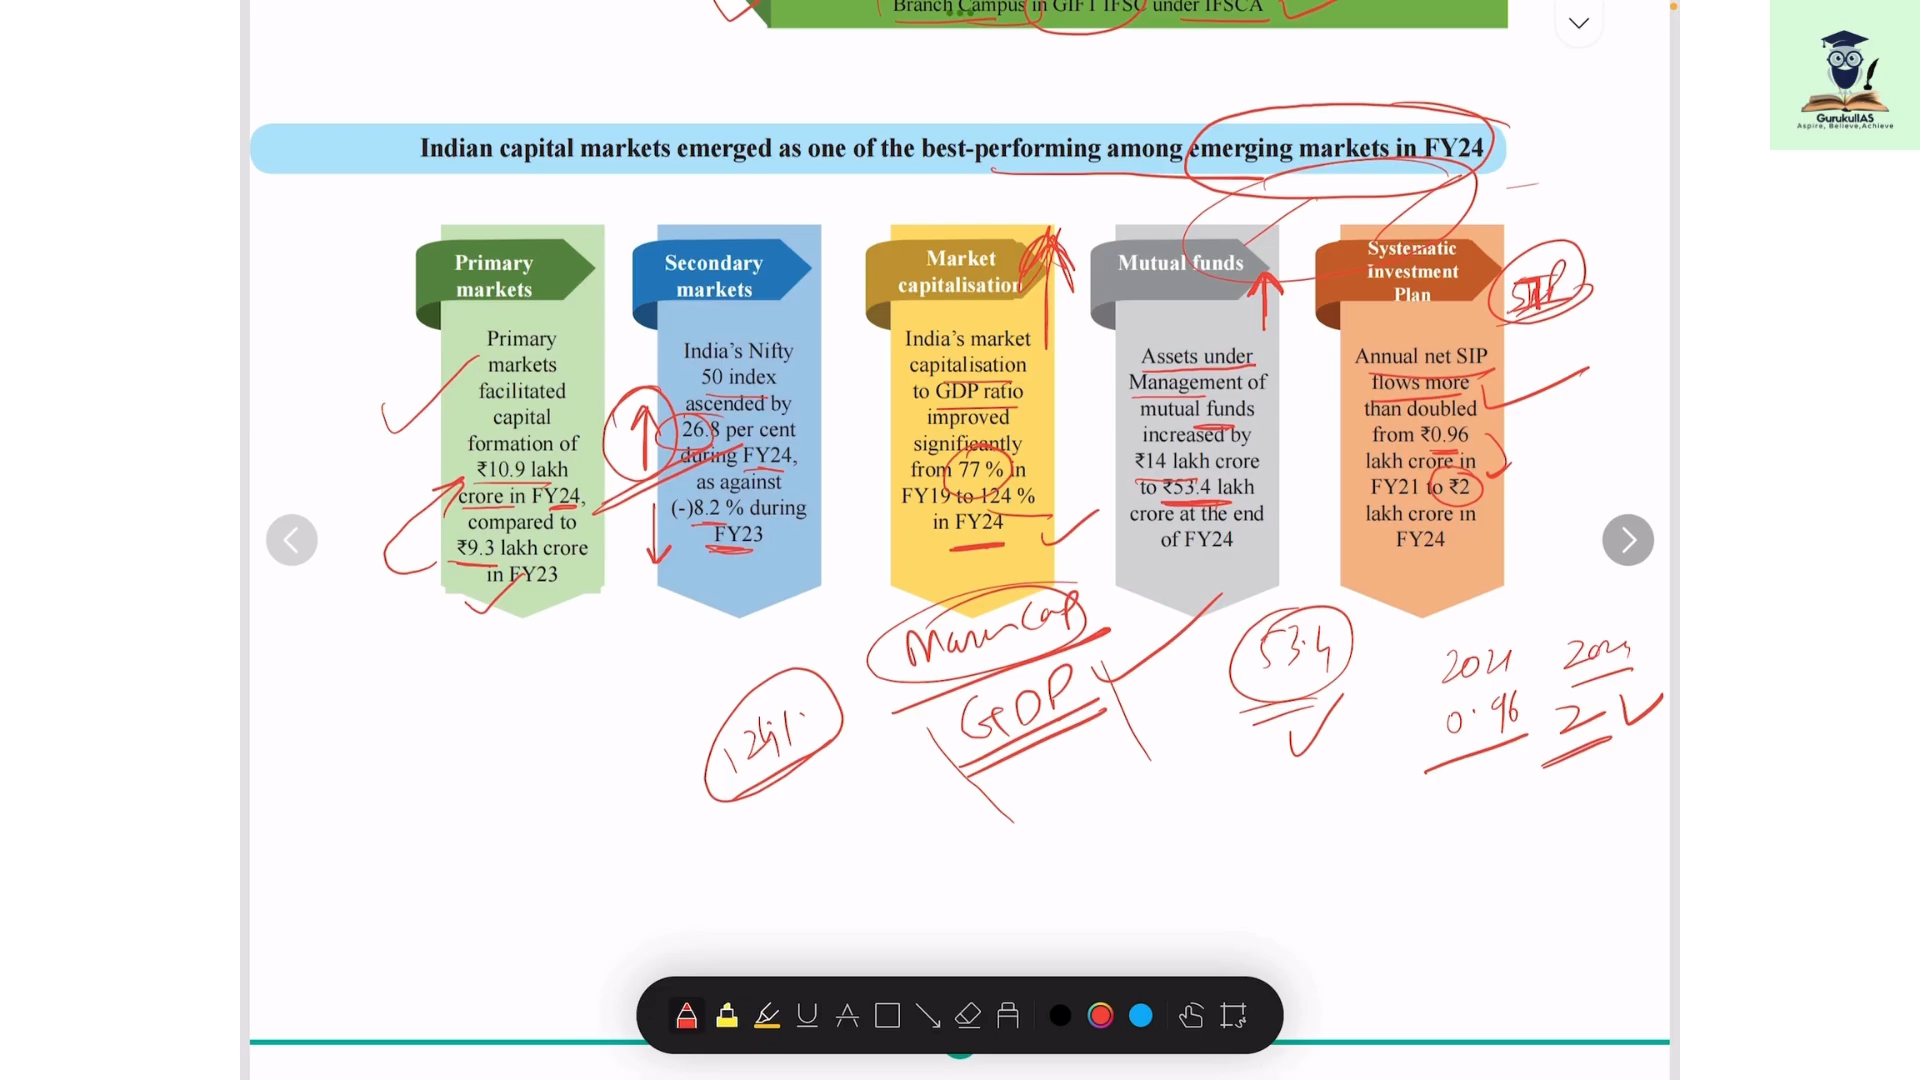 Branch Campus in GIFT IFSC under IFSCA
GurukulIAS
Aspire, Believe,Achieve
Indian capital markets emerged as one of the best-performing among emerging markets in FY24
Primary
markets
Primary
markets
facilitated
capital
formation of
₹10.9 lakh
crore in FY24,
compared to
₹9.3 lakh crore
in FY23
Secondary
markets
India's Nifty
50 index
ascended by
26.8 per cent
during FY24,
as against
(-)8.2 % during
FY23
Market
capitalisation
India's market
capitalisation
to GDP ratio
improved
significantly
from 77 % in
FY19 to 124 %
in FY24
Mutual funds
Assets under
Management of
mutual funds
increased by
₹14 lakh crore
to ₹53.4 lakh
crore at the end
of FY24
Systematic
investment
Plan
SIP
Annual net SIP
flows more
than doubled
from ₹0.96
lakh crore in
FY21 to ₹2
lakh crore in
FY24
Cap
GDP
124%
53.4
2021
0.96
2